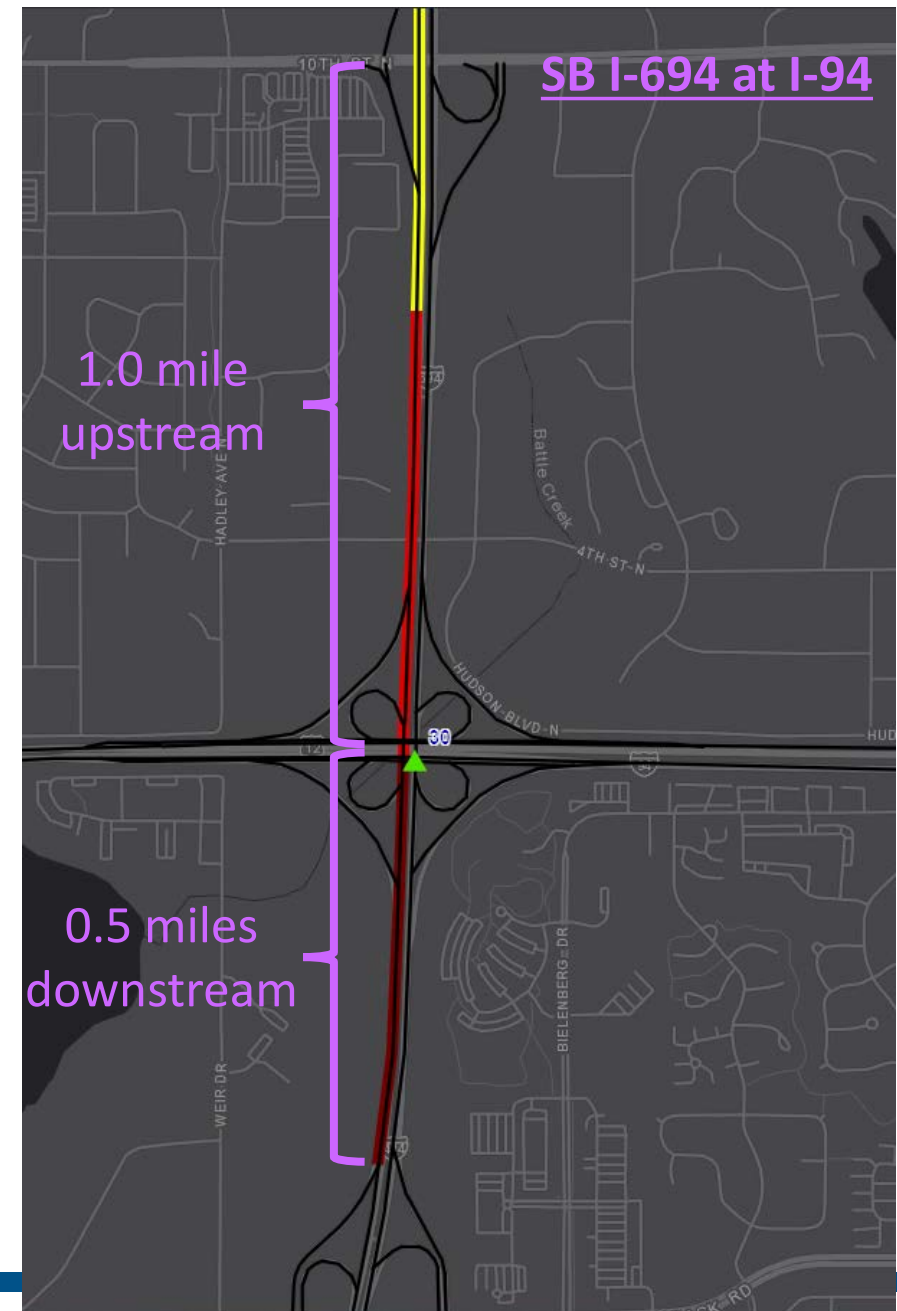 10TH ST N
SB I-694 at I-94
1.0 mile
upstream
HADLEY AVE N
Battle Creek
4TH ST N
HUDSON BLVD N
30
12
HUD
94
0.5 miles
downstream
BIELENBERG DR
WEIR DR
RD